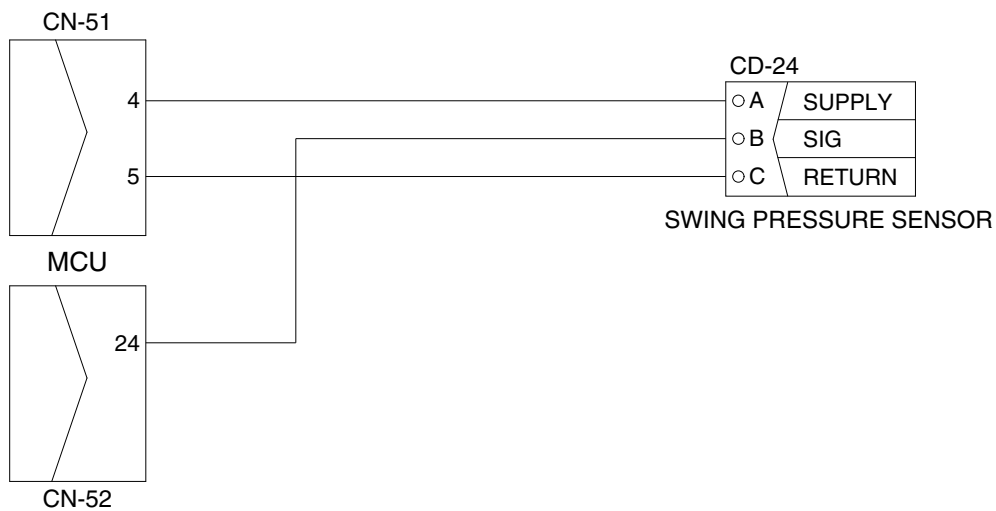 CN-51
4
5
MCU
24
CN-52
CD-24
A SUPPLY
B SIG
C RETURN
SWING PRESSURE SENSOR